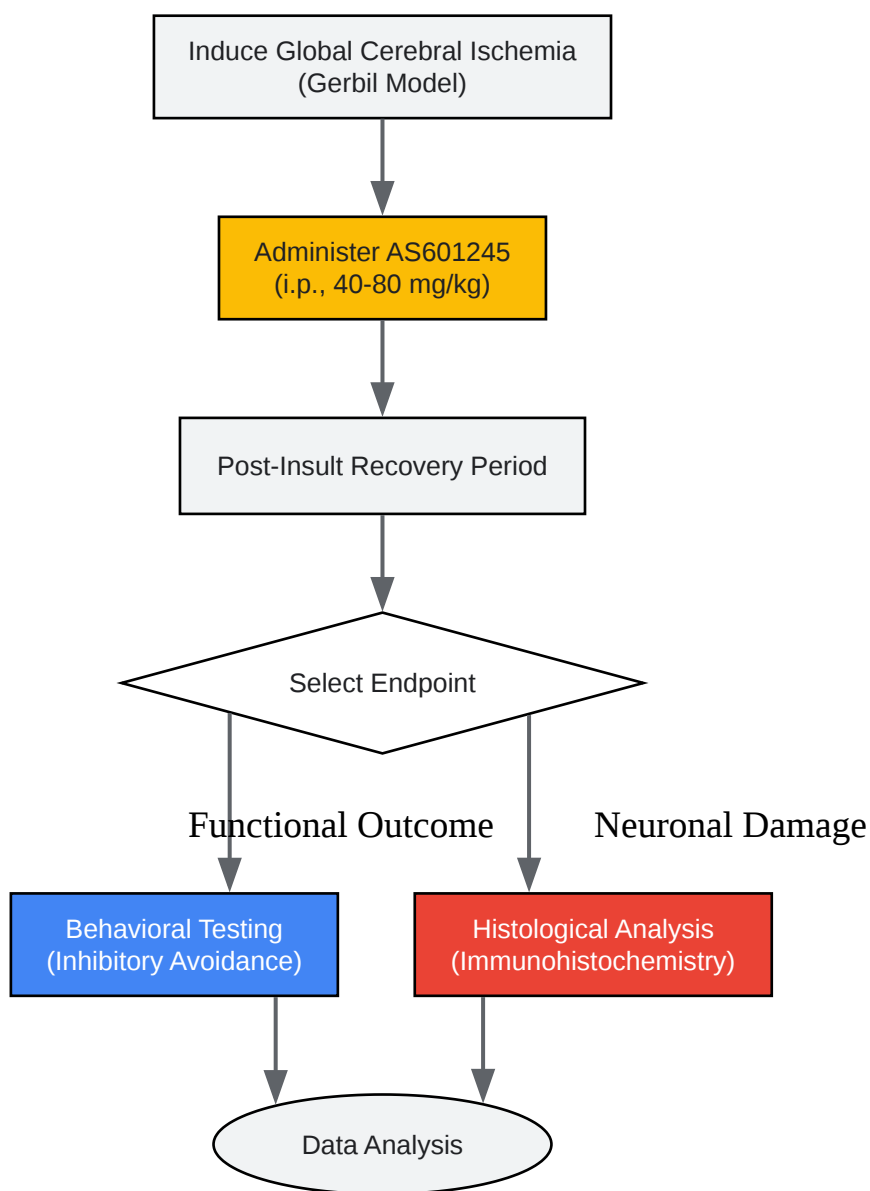 Induce Global Cerebral Ischemia
(Gerbil Model)
Administer AS601245
(i.p., 40-80 mg/kg)
Post-Insult Recovery Period
Select Endpoint
Functional Outcome
Neuronal Damage
Behavioral Testing
(Inhibitory Avoidance)
Histological Analysis
(Immunohistochemistry)
Data Analysis